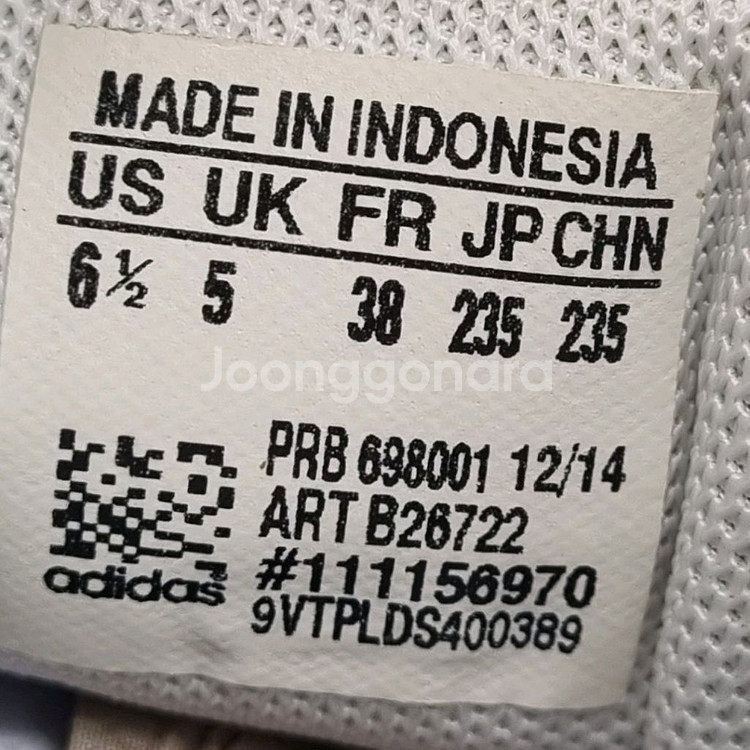 MADE IN INDONESIA
US UK FR JP CHN
6½ 5 38 235 235
Joonggonara
PRB 698001 12/14
ART B26722
#111156970
adidas
9VTPLDS400389